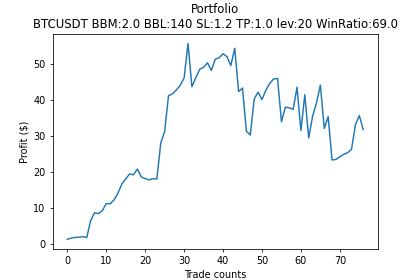 Portfolio
BTCUSDT BBM:2.0 BBL:140 SL:1.2 TP:1.0 lev:20 WinRatio:69.0
50
40
30
20
10
0
Profit ($)
0 10 20 30 40 50 60 70
Trade counts